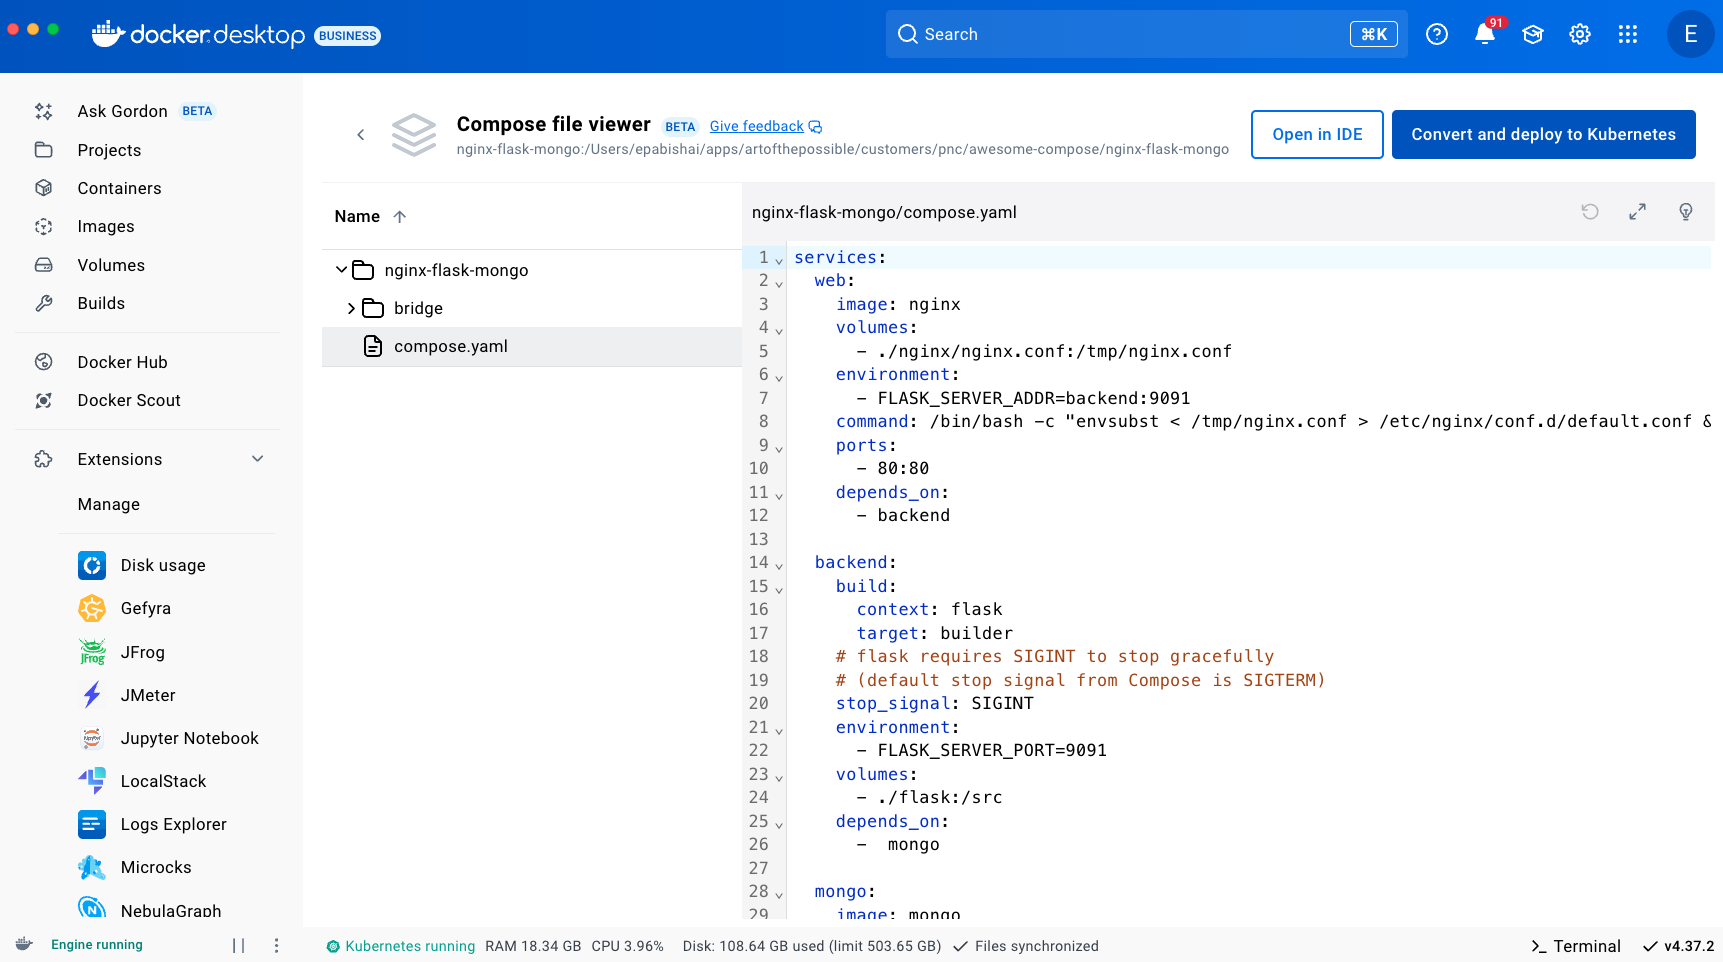 docker desktop BUSINESS
Search
⌘K
91
E
Ask Gordon BETA
Projects
Containers
Images
Volumes
Builds
Docker Hub
Docker Scout
Extensions
Manage
Disk usage
Gefyra
JFrog
JMeter
Jupyter Notebook
LocalStack
Logs Explorer
Microcks
NebulaGraph
Compose file viewer BETA Give feedback
nginx-flask-mongo:/Users/epabishai/apps/artofthepossible/customers/pnc/awesome-compose/nginx-flask-mongo
Open in IDE
Convert and deploy to Kubernetes
Name
nginx-flask-mongo
bridge
compose.yaml
nginx-flask-mongo/compose.yaml
1 services:
2   web:
3     image: nginx
4     volumes:
5       - ./nginx/nginx.conf:/tmp/nginx.conf
6     environment:
7       - FLASK_SERVER_ADDR=backend:9091
8     command: /bin/bash -c "envsubst < /tmp/nginx.conf > /etc/nginx/conf.d/default.conf &
9     ports:
10       - 80:80
11     depends_on:
12       - backend
13
14   backend:
15     build:
16       context: flask
17       target: builder
18     # flask requires SIGINT to stop gracefully
19     # (default stop signal from Compose is SIGTERM)
20     stop_signal: SIGINT
21     environment:
22       - FLASK_SERVER_PORT=9091
23     volumes:
24       - ./flask:/src
25     depends_on:
26       -  mongo
27
28   mongo:
29     image: mongo
Engine running
Kubernetes running RAM 18.34 GB CPU 3.96% Disk: 108.64 GB used (limit 503.65 GB) Files synchronized
Terminal
v4.37.2